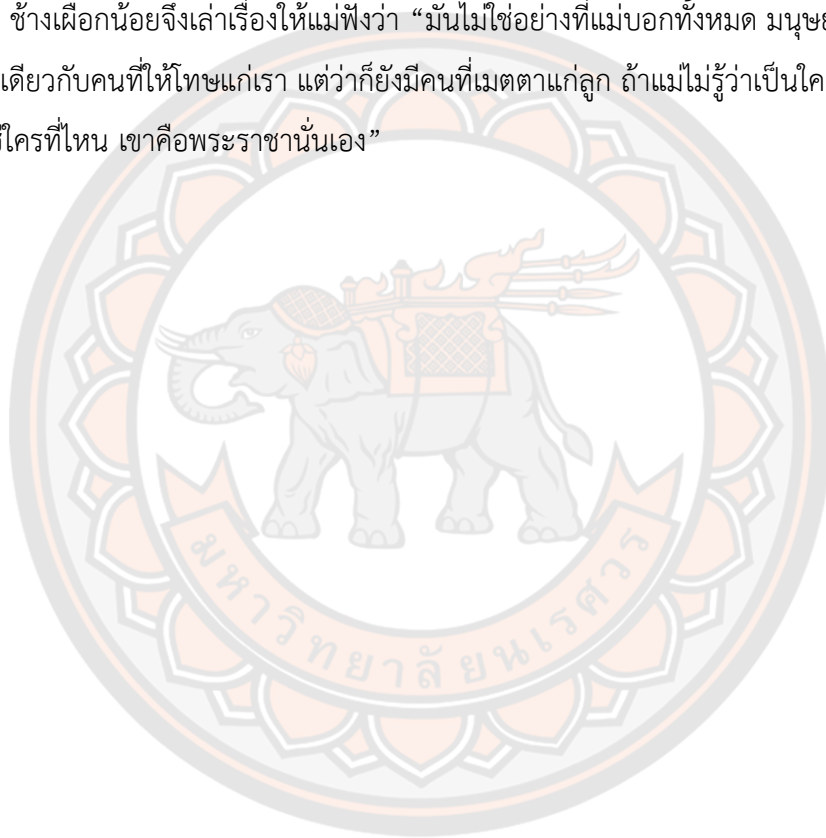 ช้างเผือกน้อยจึงเล่าเรื่องให้แม่ฟังว่า “มันไม่ใช่อย่างที่แม่บอกทั้งหมด มนุษย
เดียวกับคนที่ให้โทษแก่เรา แต่ว่าก็ยังมีคนที่เมตตาแก่ลูก ถ้าแม่ไม่รู้ว่าเป็นใคร
ใครที่ไหน เขาคือพระราชานั่นเอง”
มหาวิทยาลัยนเรศวร